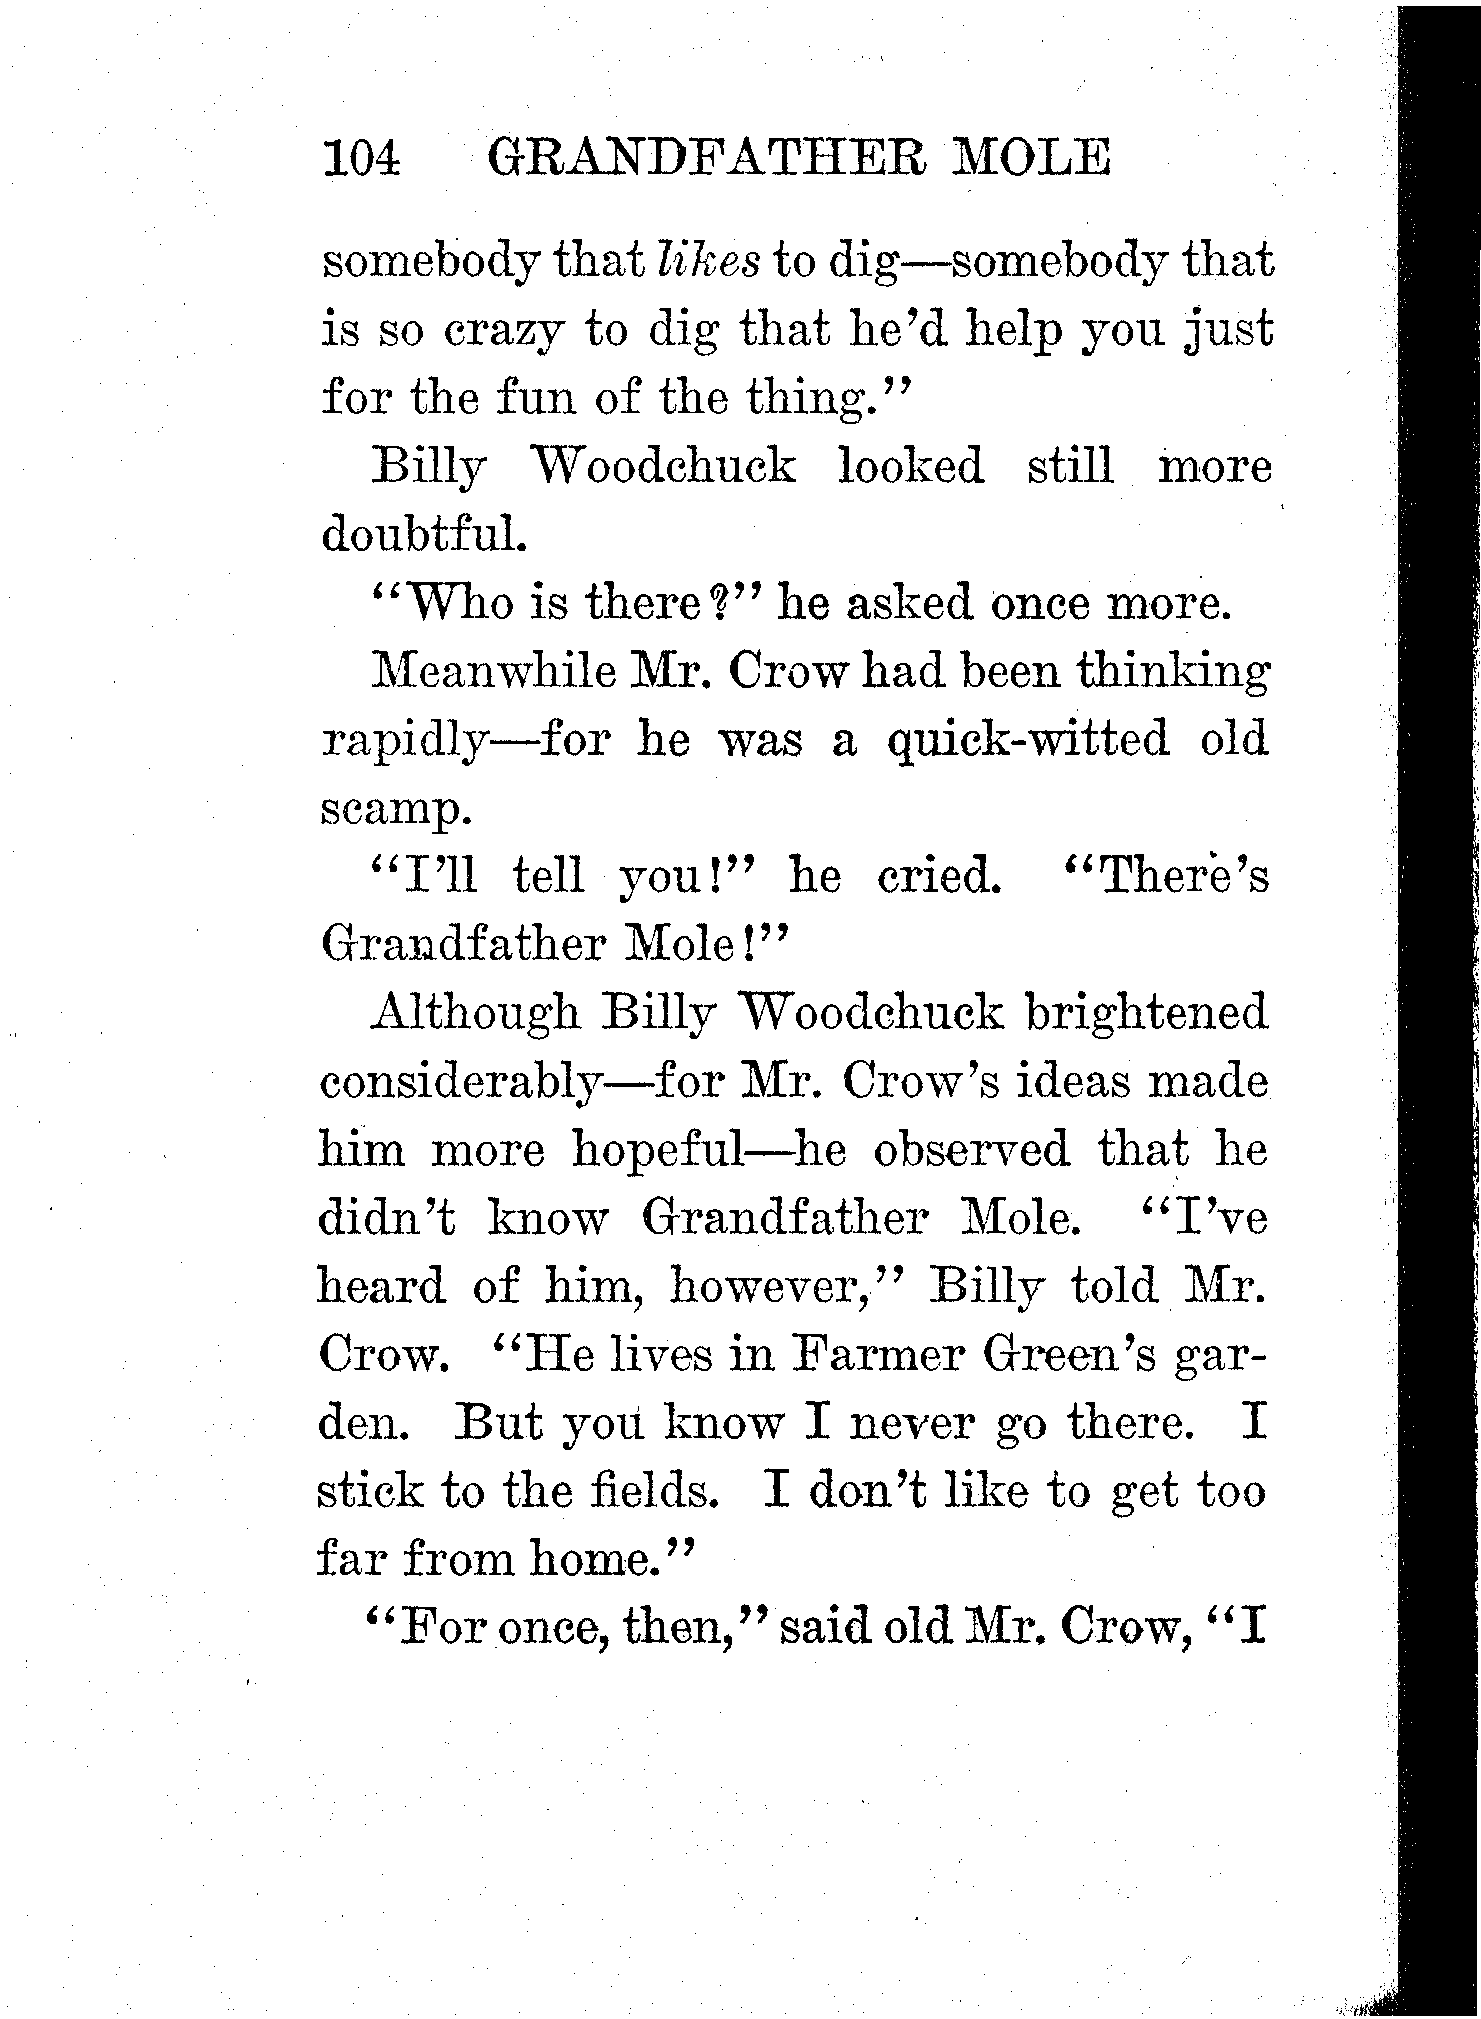 104 GRANDFATHER MOLE
somebody that likes to dig—somebody that
is so crazy to dig that he'd help you just
for the fun of the thing."
Billy Woodchuck looked still more
doubtful.
"Who is there?" he asked once more.
Meanwhile Mr. Crow had been thinking
rapidly—for he was a quick-witted old
scamp.
"I'll tell you!" he cried. "There's
Grandfather Mole!"
Although Billy Woodchuck brightened
considerably—for Mr. Crow's ideas made
him more hopeful—he observed that he
didn't know Grandfather Mole. "I've
heard of him, however," Billy told Mr.
Crow. "He lives in Farmer Green's gar-
den. But you know I never go there. I
stick to the fields. I don't like to get too
far from home."
"For once, then," said old Mr. Crow, "I